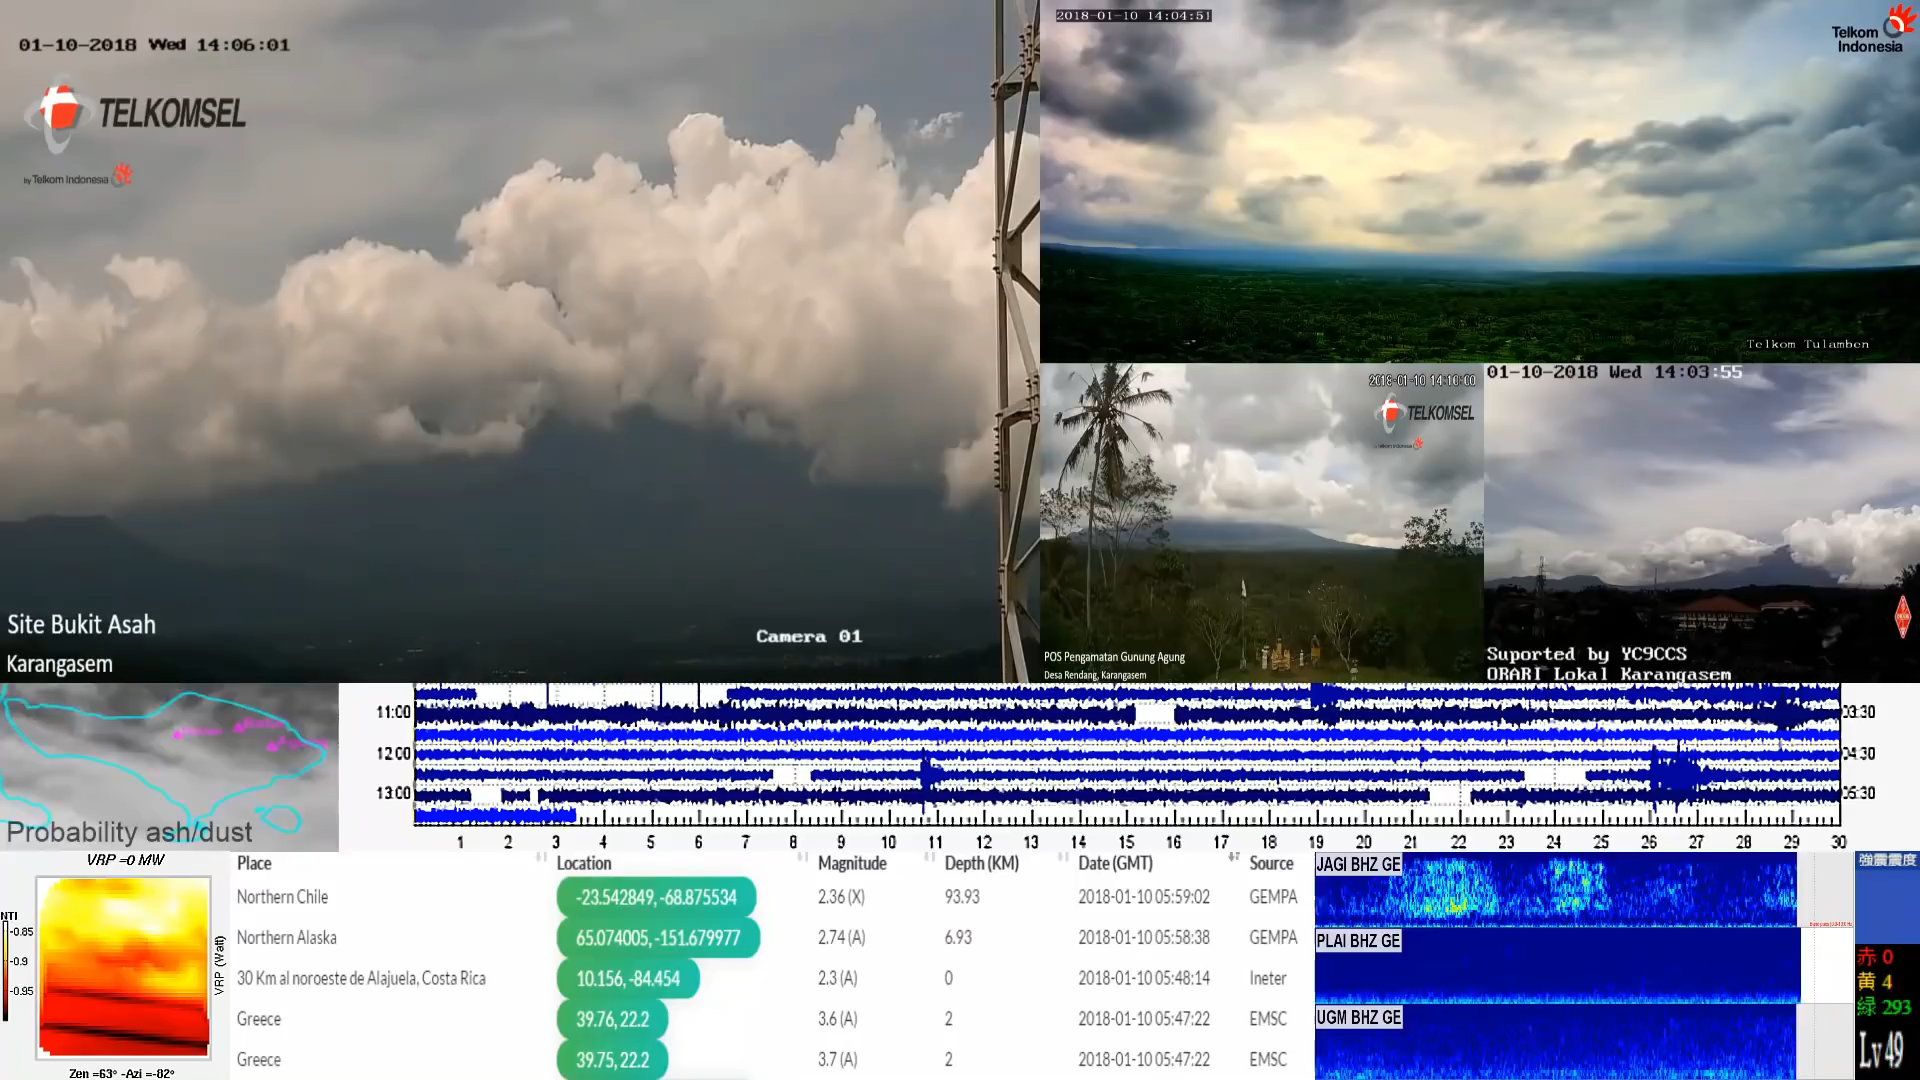 01-10-2018 Wed 14:06:01
TELKOMSEL
by Telkom Indonesia
Site Bukit Asah
Karangasem
Camera 01
2018-01-10 14:04:51
Telkom
Indonesia
Telkom Tulamben
2018-01-10 14:10:00
TELKOMSEL
by Telkom Indonesia
POS Pengamatan Gunung Agung
Desa Rendang, Karangasem
01-10-2018 Wed 14:03:55
Suported by YC9CCS
ORARI Lokal Karangasem
Probability ash/dust
11:00
12:00
13:00
03:30
04:30
05:30
1 2 3 4 5 6 7 8 9 10 11 12 13 14 15 16 17 18 19 20 21 22 23 24 25 26 27 28 29 30
VRP =0 MW
NTI
-0.85
-0.9
-0.95
VRP (Watt)
Zen =63° -Azi =-82°
Place Location Magnitude Depth (KM) Date (GMT) Source
Northern Chile -23.542849, -68.875534 2.36 (X) 93.93 2018-01-10 05:59:02 GEMPA
Northern Alaska 65.074005, -151.679977 2.74 (A) 6.93 2018-01-10 05:58:38 GEMPA
30 Km al noroeste de Alajuela, Costa Rica 10.156, -84.454 2.3 (A) 0 2018-01-10 05:48:14 Ineter
Greece 39.76, 22.2 3.6 (A) 2 2018-01-10 05:47:22 EMSC
Greece 39.75, 22.2 3.7 (A) 2 2018-01-10 05:47:22 EMSC
JAGI BHZ GE
PLAI BHZ GE
UGM BHZ GE
強震震度
赤 0
黄 4
緑 293
Lv49